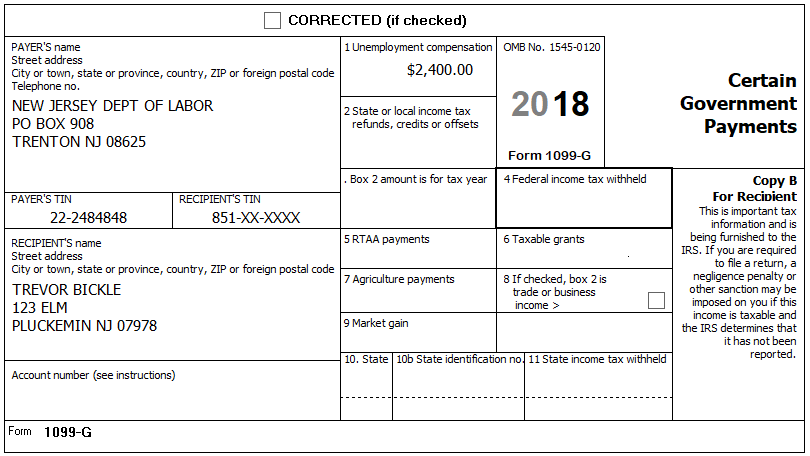 CORRECTED (if checked)
PAYER'S name
Street address
City or town, state or province, country, ZIP or foreign postal code
Telephone no.
NEW JERSEY DEPT OF LABOR
PO BOX 908
TRENTON NJ 08625
1 Unemployment compensation
$2,400.00
2 State or local income tax
refunds, credits or offsets
OMB No. 1545-0120
2018
Form 1099-G
Certain
Government
Payments
PAYER'S TIN
22-2484848
RECIPIENT'S TIN
851-XX-XXXX
. Box 2 amount is for tax year
4 Federal income tax withheld
Copy B
For Recipient
This is important tax
information and is
being furnished to the
IRS. If you are required
to file a return, a
negligence penalty or
other sanction may be
imposed on you if this
income is taxable and
the IRS determines that
it has not been
reported.
RECIPIENT'S name
Street address
City or town, state or province, country, ZIP or foreign postal code
TREVOR BICKLE
123 ELM
PLUCKEMIN NJ 07978
5 RTAA payments
6 Taxable grants
7 Agriculture payments
8 If checked, box 2 is
trade or business
income >
9 Market gain
Account number (see instructions)
10. State
10b State identification no.
11 State income tax withheld
Form 1099-G